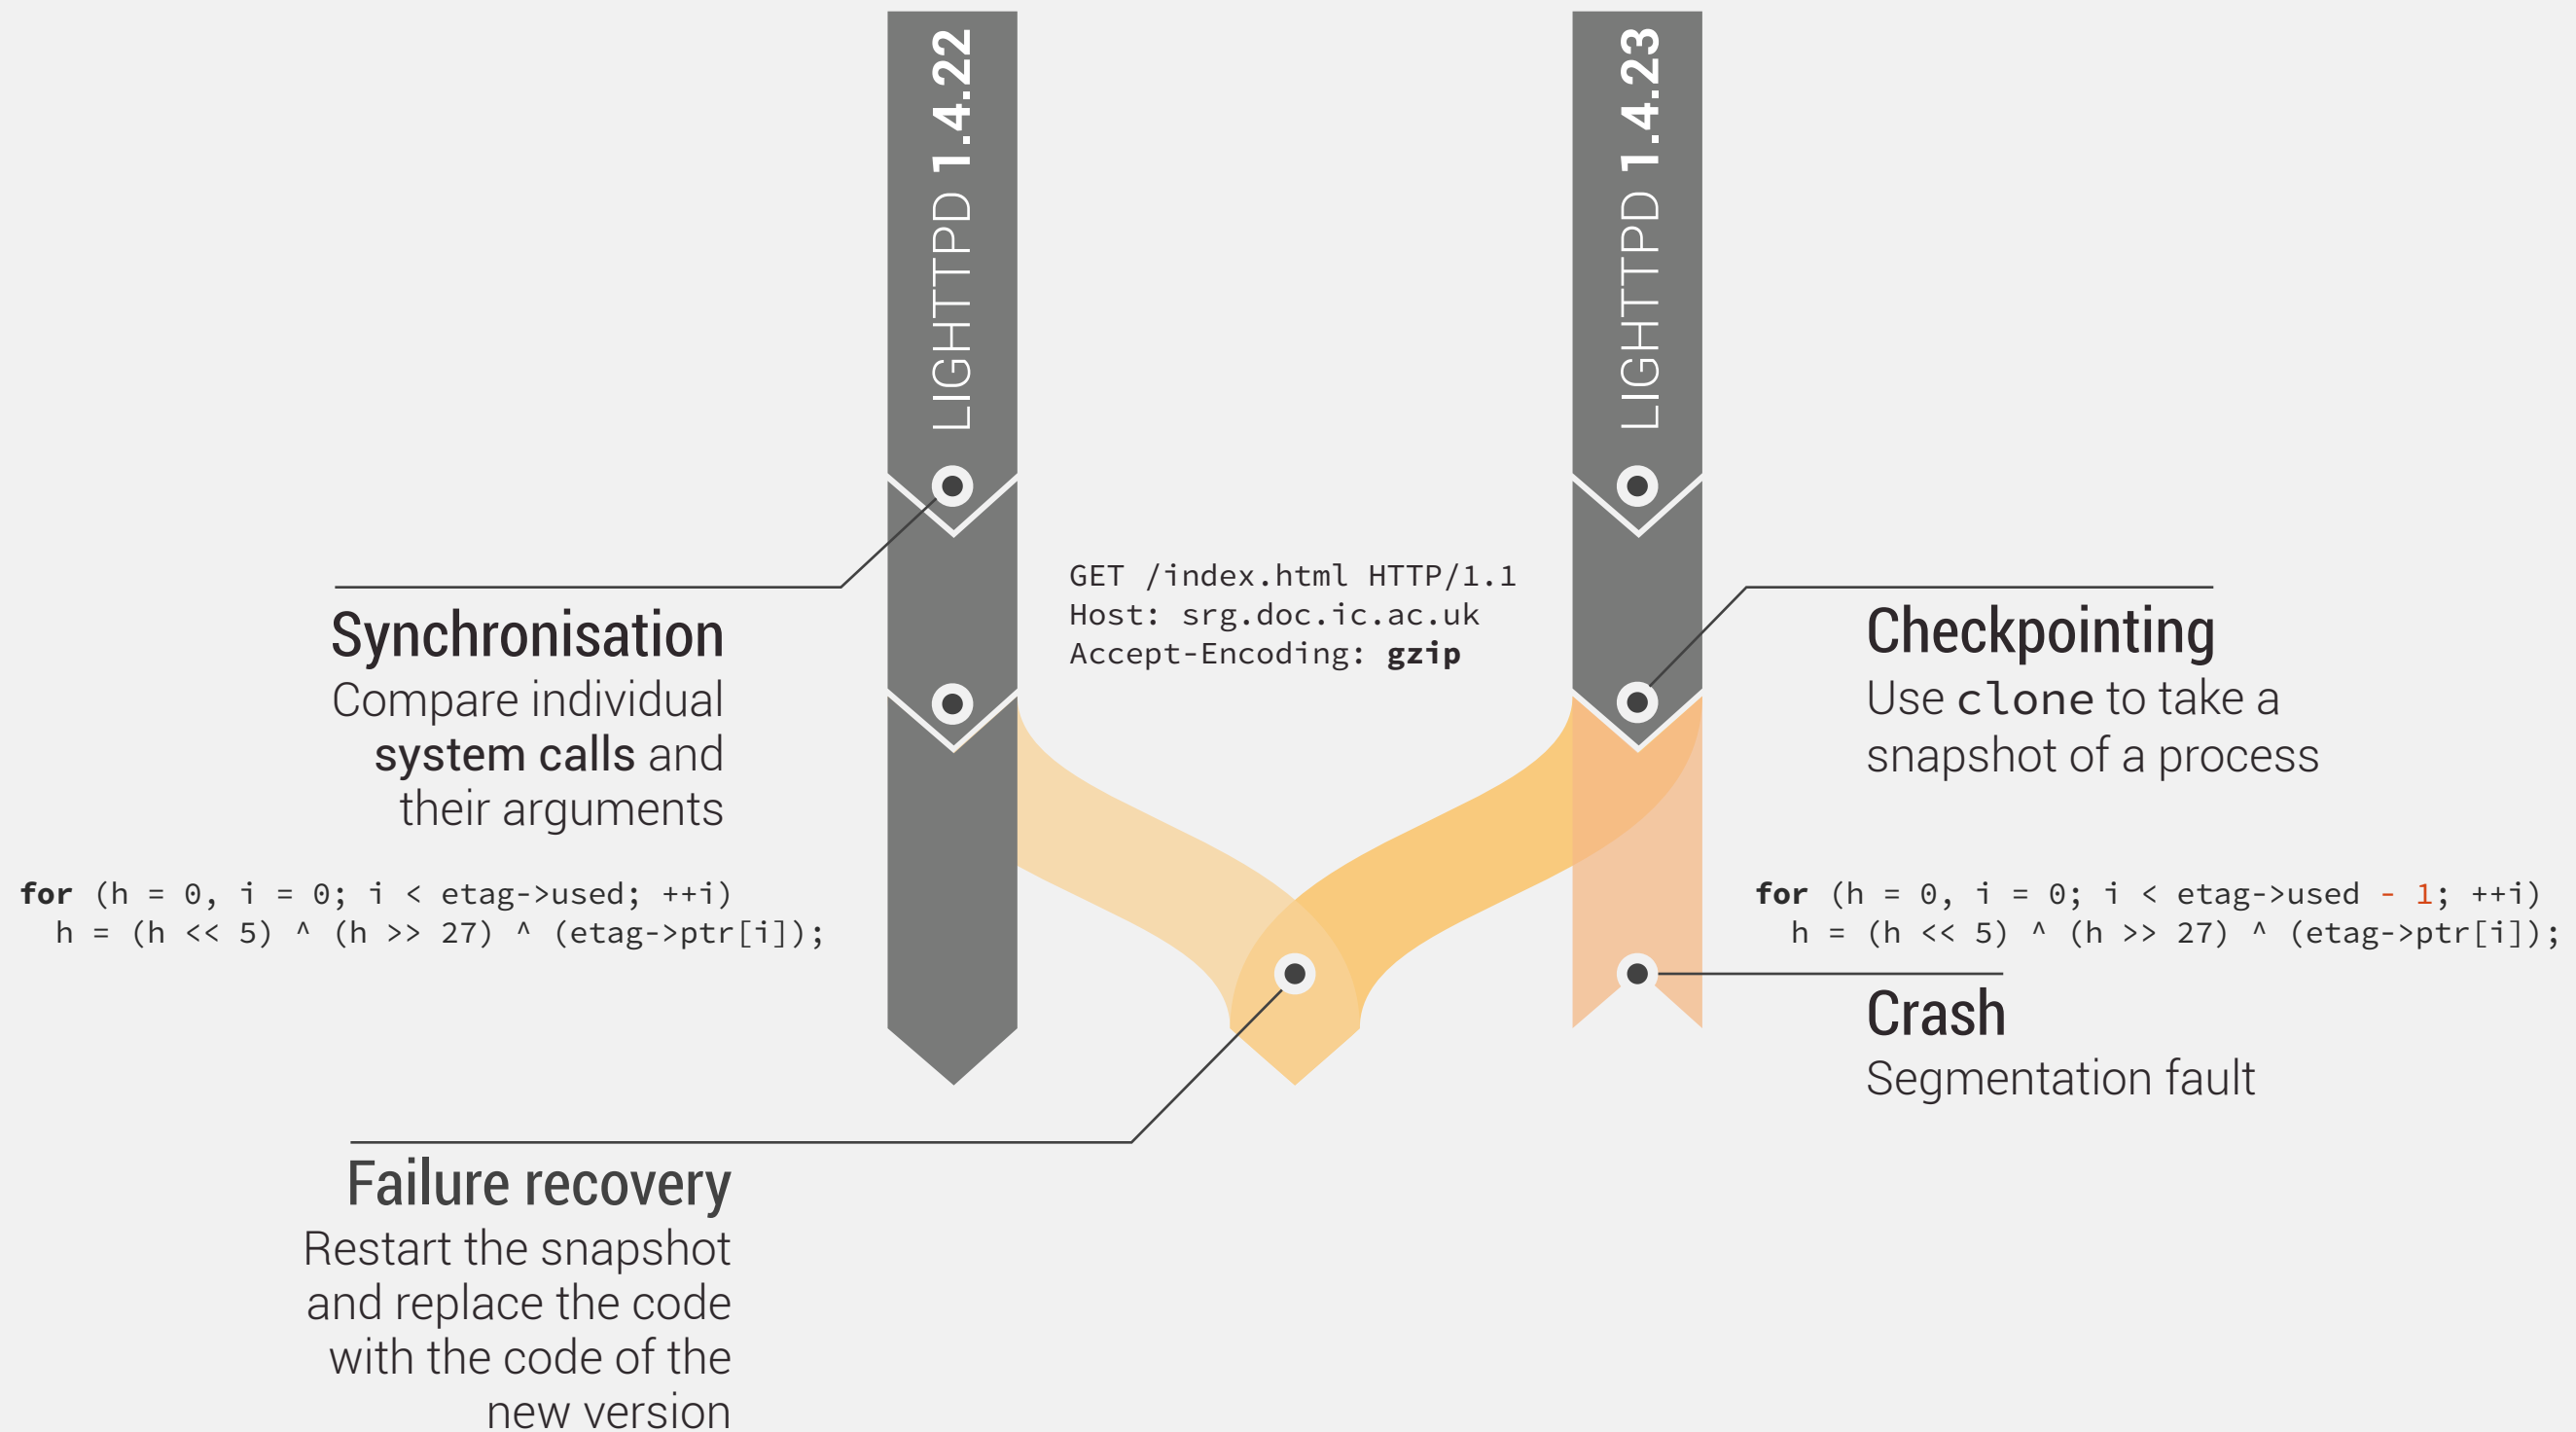 LIGHTTPD 1.4.22
LIGHTTPD 1.4.23
GET /index.html HTTP/1.1
Host: srg.doc.ic.ac.uk
Accept-Encoding: gzip
Synchronisation
Compare individual
system calls and
their arguments
Checkpointing
Use clone to take a
snapshot of a process
for (h = 0, i = 0; i < etag->used; ++i)
h = (h << 5) ^ (h >> 27) ^ (etag->ptr[i]);
for (h = 0, i = 0; i < etag->used - 1; ++i)
h = (h << 5) ^ (h >> 27) ^ (etag->ptr[i]);
Crash
Segmentation fault
Failure recovery
Restart the snapshot
and replace the code
with the code of the
new version